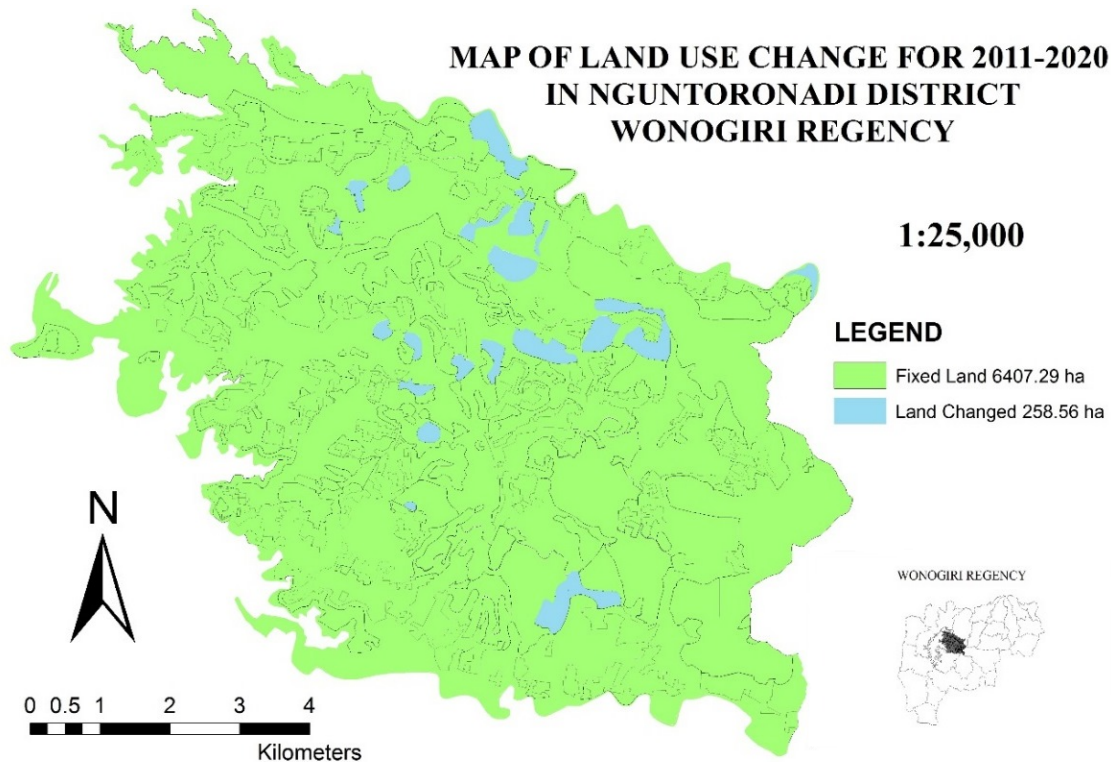 MAP OF LAND USE CHANGE FOR 2011-2020
IN NGUNTORONADI DISTRICT
WONOGIRI REGENCY
1:25,000
LEGEND
Fixed Land 6407.29 ha
Land Changed 258.56 ha
N
WONOGIRI REGENCY
0 0.5 1 2 3 4
Kilometers